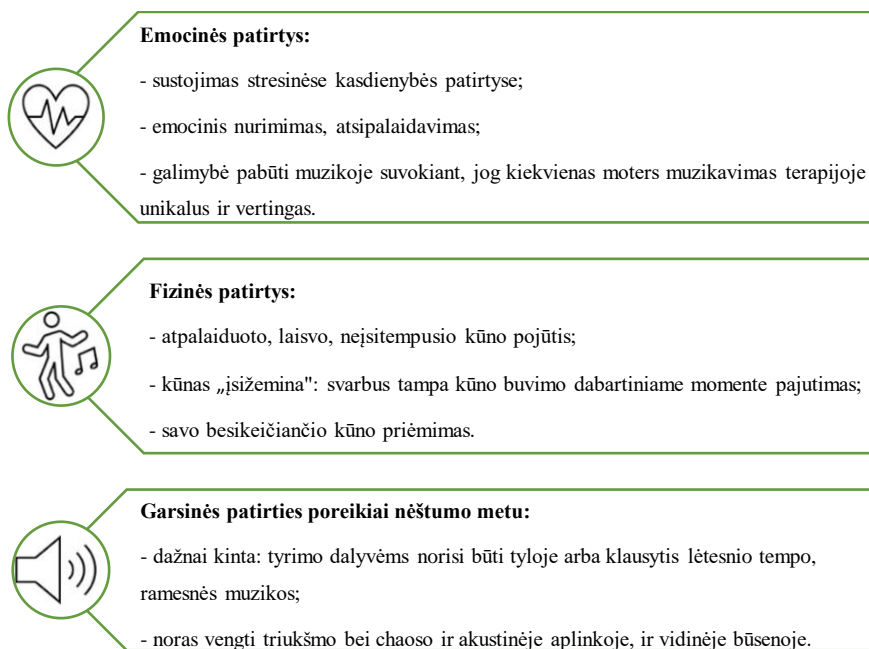 Emocinės patirtys:
- sustojimas stresinėse kasdienybės patirtyse;
- emocinis nurimimas, atsipalaidavimas;
- galimybė pabūti muzikoje suvokiant, jog kiekvienas moters muzikavimas terapijoje
unikalus ir vertingas.
Fizinės patirtys:
- atpalaiduoto, laisvo, neįsitempusio kūno pojūtis;
- kūnas „įsižemina": svarbus tampa kūno buvimo dabartiniame momente pajutimas;
- savo besikeičiančio kūno priėmimas.
Garsinės patirties poreikiai nėštumo metu:
- dažnai kinta: tyrimo dalyvėms norisi būti tyloje arba klausytis lėtesnio tempo,
ramesnės muzikos;
- noras vengti triukšmo bei chaoso ir akustinėje aplinkoje, ir vidinėje būsenoje.